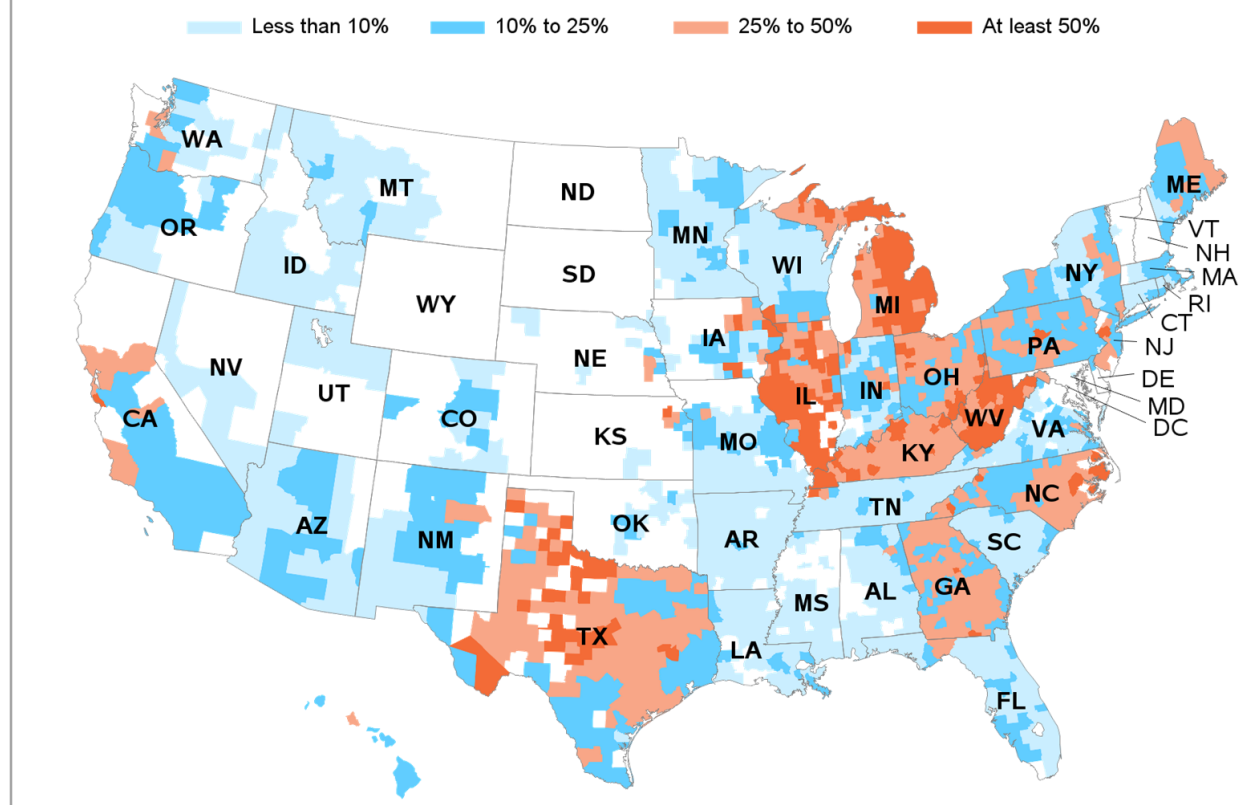 Less than 10%
10% to 25%
25% to 50%
At least 50%
WA
MT
ND
MN
ME
OR
ID
SD
WI
NY
VT
NH
MA
RI
CT
WY
MI
NV
UT
NE
IA
PA
NJ
CA
CO
IL
IN
OH
DE
MD
DC
KS
MO
WV
VA
KY
AZ
NM
OK
AR
TN
NC
SC
TX
LA
MS
AL
GA
FL